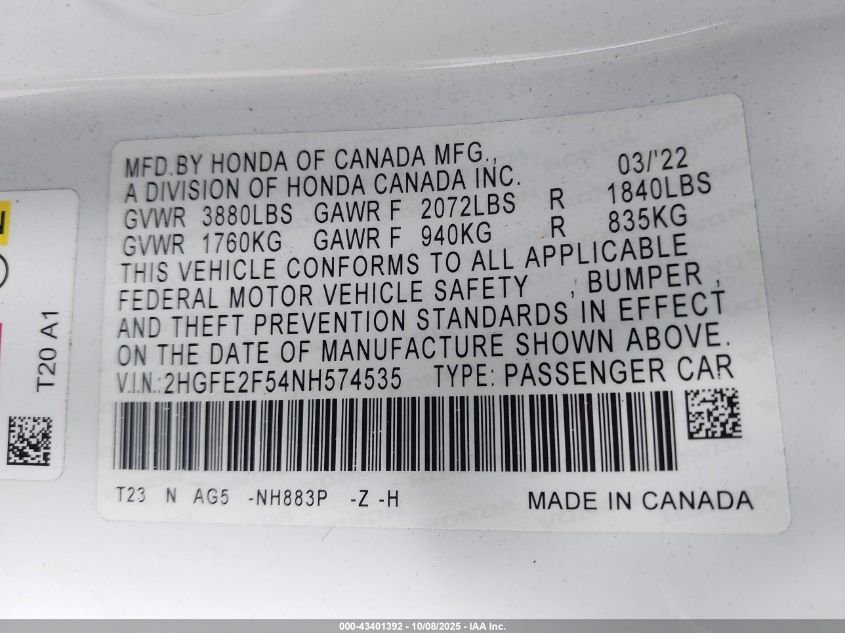 MFD.BY HONDA OF CANADA MFG., 03/'22
A DIVISION OF HONDA CANADA INC.
GVWR 3880LBS GAWR F 2072LBS R 1840LBS
GVWR 1760KG GAWR F 940KG R 835KG
THIS VEHICLE CONFORMS TO ALL APPLICABLE
FEDERAL MOTOR VEHICLE SAFETY , BUMPER ,
AND THEFT PREVENTION STANDARDS IN EFFECT
ON THE DATE OF MANUFACTURE SHOWN ABOVE.
V.I.N.:2HGFE2F54NH574535 TYPE: PASSENGER CAR
T23 N AG5 -NH883P -Z -H MADE IN CANADA
T20 A1
000-43401392 - 10/08/2025 - IAA Inc.